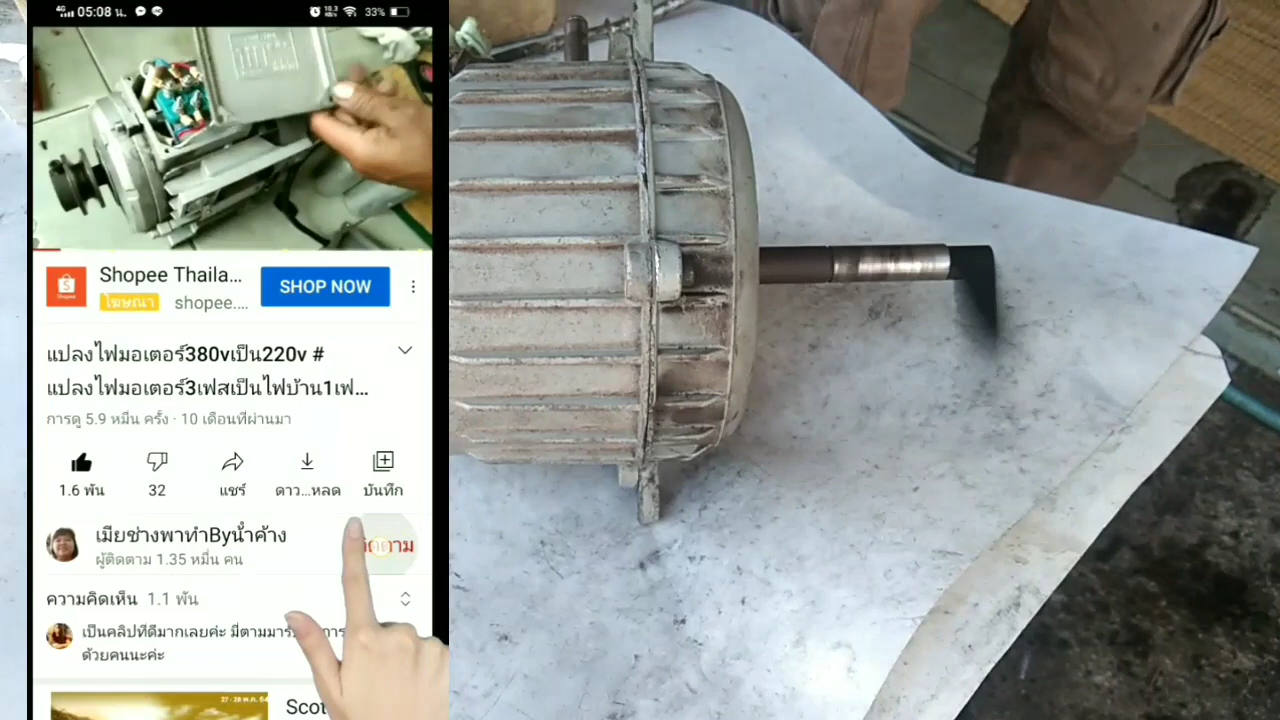 4G 05:08 น. 33%
Shopee Thaila...
SHOP NOW
โฆษณา shopee....
แปลงไฟมอเตอร์380vเป็น220v #
แปลงไฟมอเตอร์3เฟสเป็นไฟบ้าน1เฟ...
การดู 5.9 หมื่น ครั้ง · 10 เดือนที่ผ่านมา
1.6 พัน 32 แชร์ ดาว...หลด บันทึก
เมียช่างพาทำByน้ำค้าง
ผู้ติดตาม 1.35 หมื่น คน
ความคิดเห็น 1.1 พัน
เป็นคลิปที่ดีมากเลยค่ะ
ด้วยคนนะค่ะ
Scot